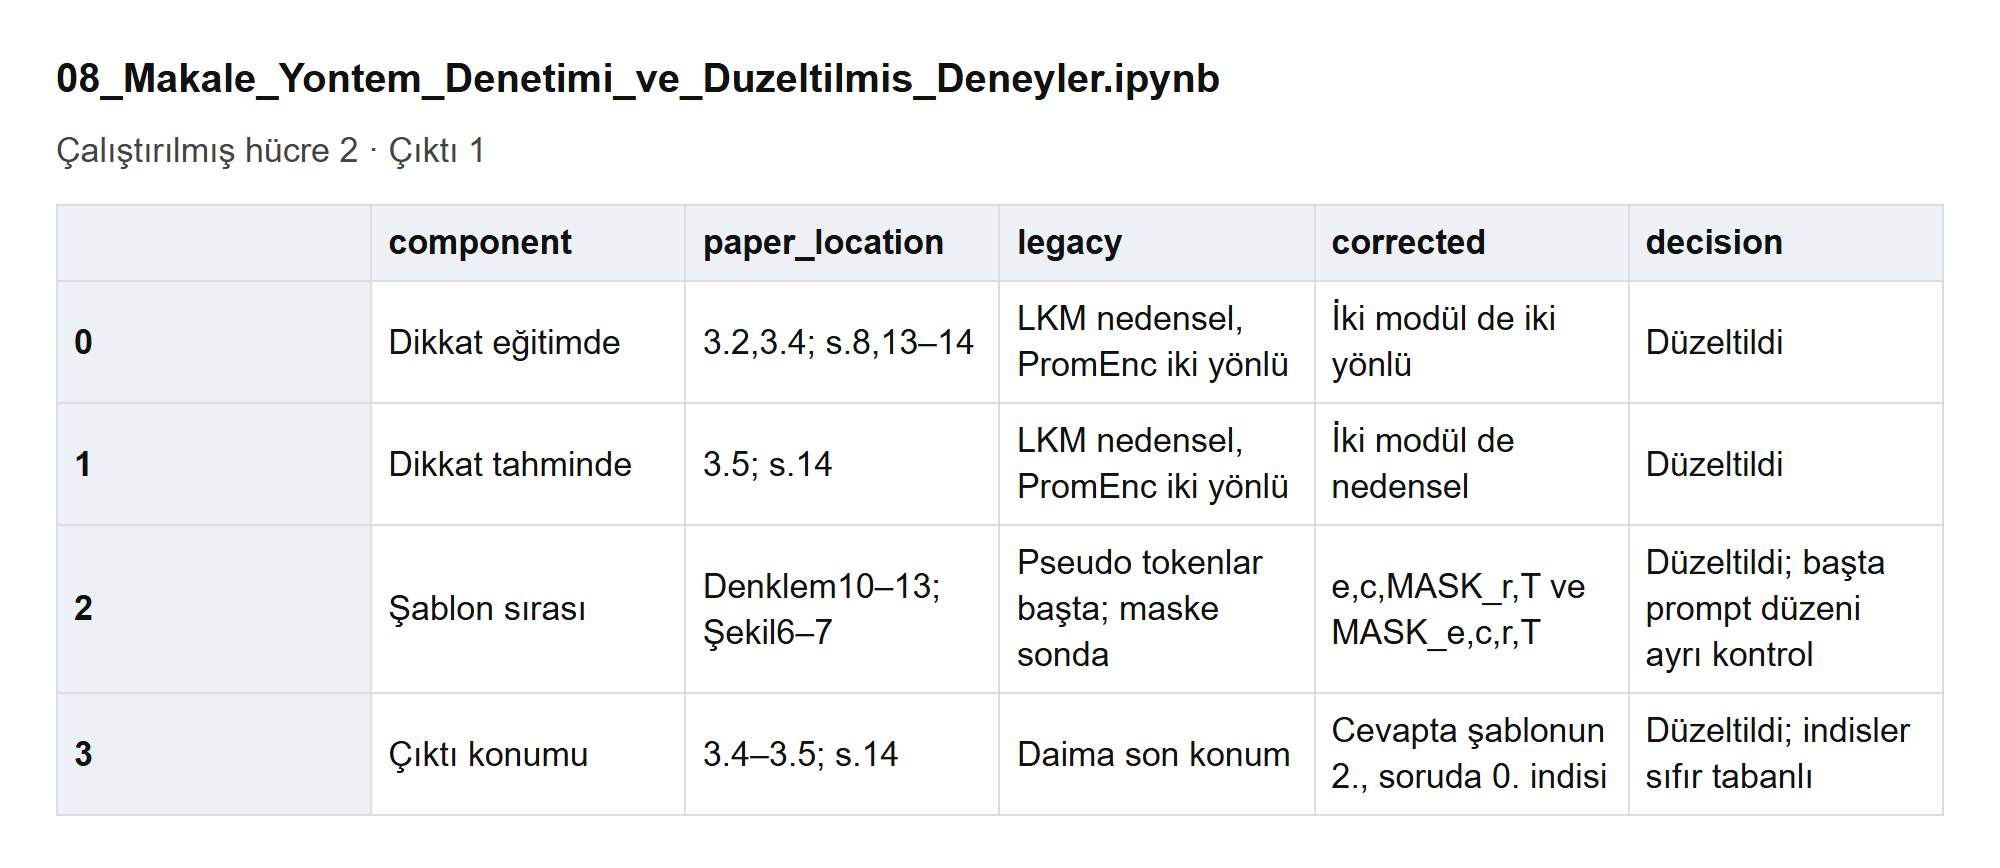 08_Makale_Yontem_Denetimi_ve_Duzeltilmis_Deneyler.ipynb
Çalıştırılmış hücre 2 · Çıktı 1
component paper_location legacy corrected decision
0 Dikkat eğitimde 3.2,3.4; s.8,13–14 LKM nedensel, PromEnc iki yönlü İki modül de iki yönlü Düzeltildi
1 Dikkat tahminde 3.5; s.14 LKM nedensel, PromEnc iki yönlü İki modül de nedensel Düzeltildi
2 Şablon sırası Denklem10–13; Şekil6–7 Pseudo tokenlar başta; maske sonda e,c,MASK_r,T ve MASK_e,c,r,T Düzeltildi; başta prompt düzeni ayrı kontrol
3 Çıktı konumu 3.4–3.5; s.14 Daima son konum Cevapta şablonun 2., soruda 0. indisi Düzeltildi; indisler sıfır tabanlı